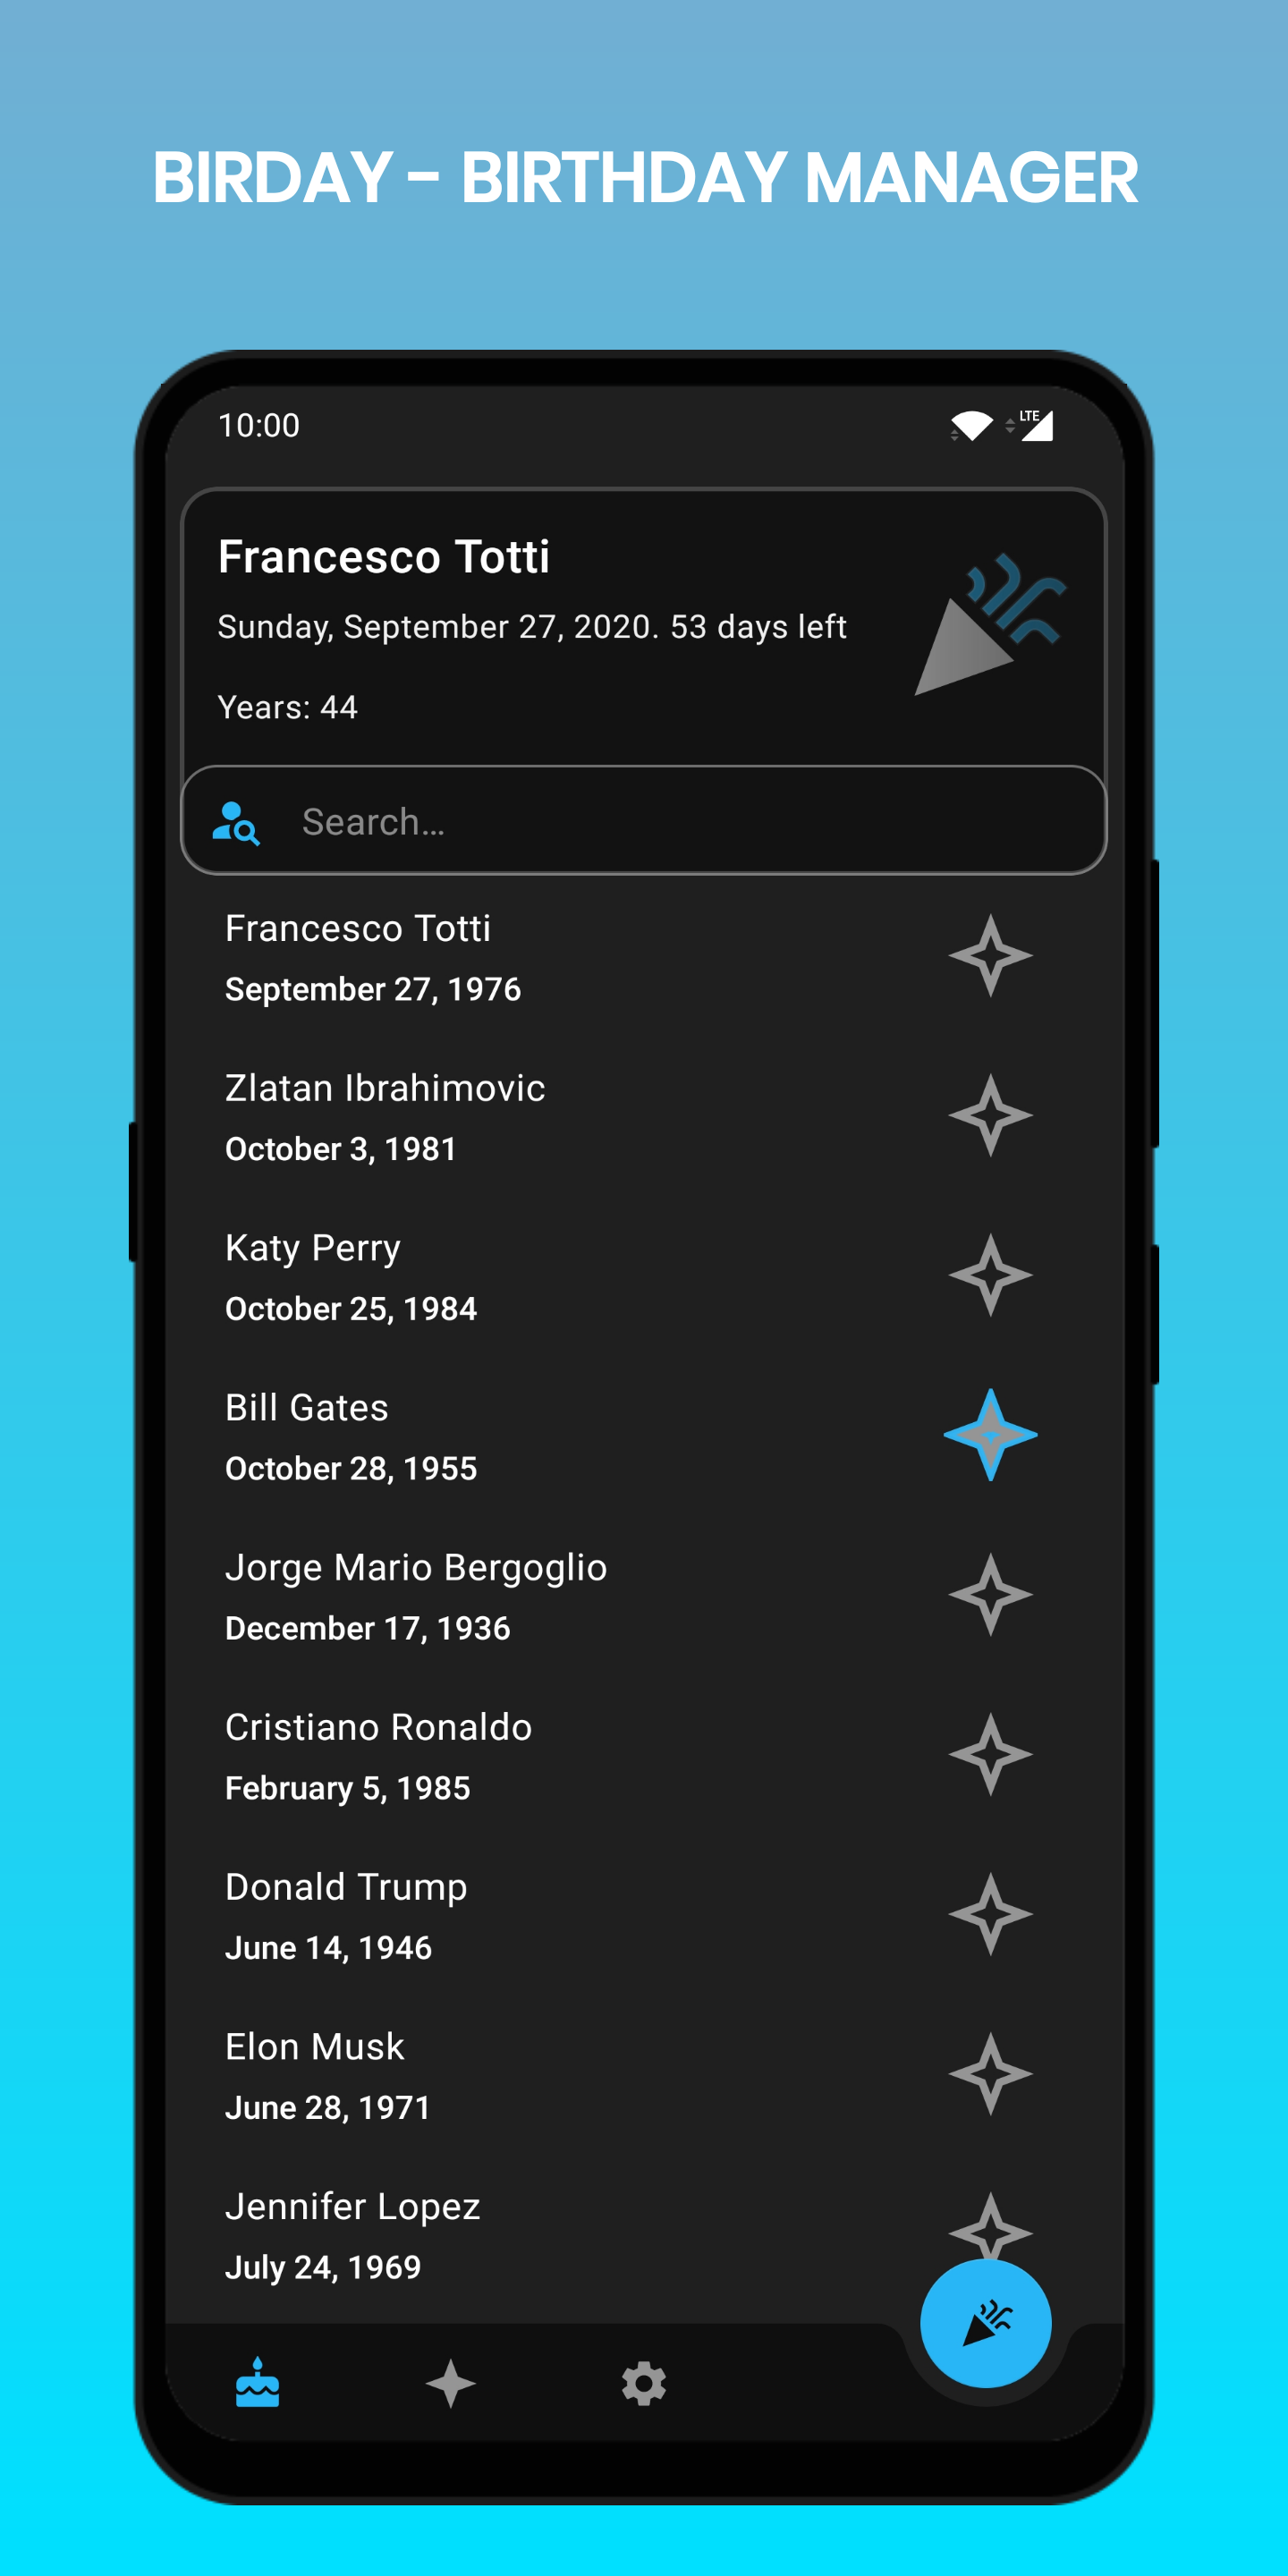 BIRDAY - BIRTHDAY MANAGER
10:00
LTE
Francesco Totti
Sunday, September 27, 2020. 53 days left
Years: 44
Search...
Francesco Totti
September 27, 1976
Zlatan Ibrahimovic
October 3, 1981
Katy Perry
October 25, 1984
Bill Gates
October 28, 1955
Jorge Mario Bergoglio
December 17, 1936
Cristiano Ronaldo
February 5, 1985
Donald Trump
June 14, 1946
Elon Musk
June 28, 1971
Jennifer Lopez
July 24, 1969